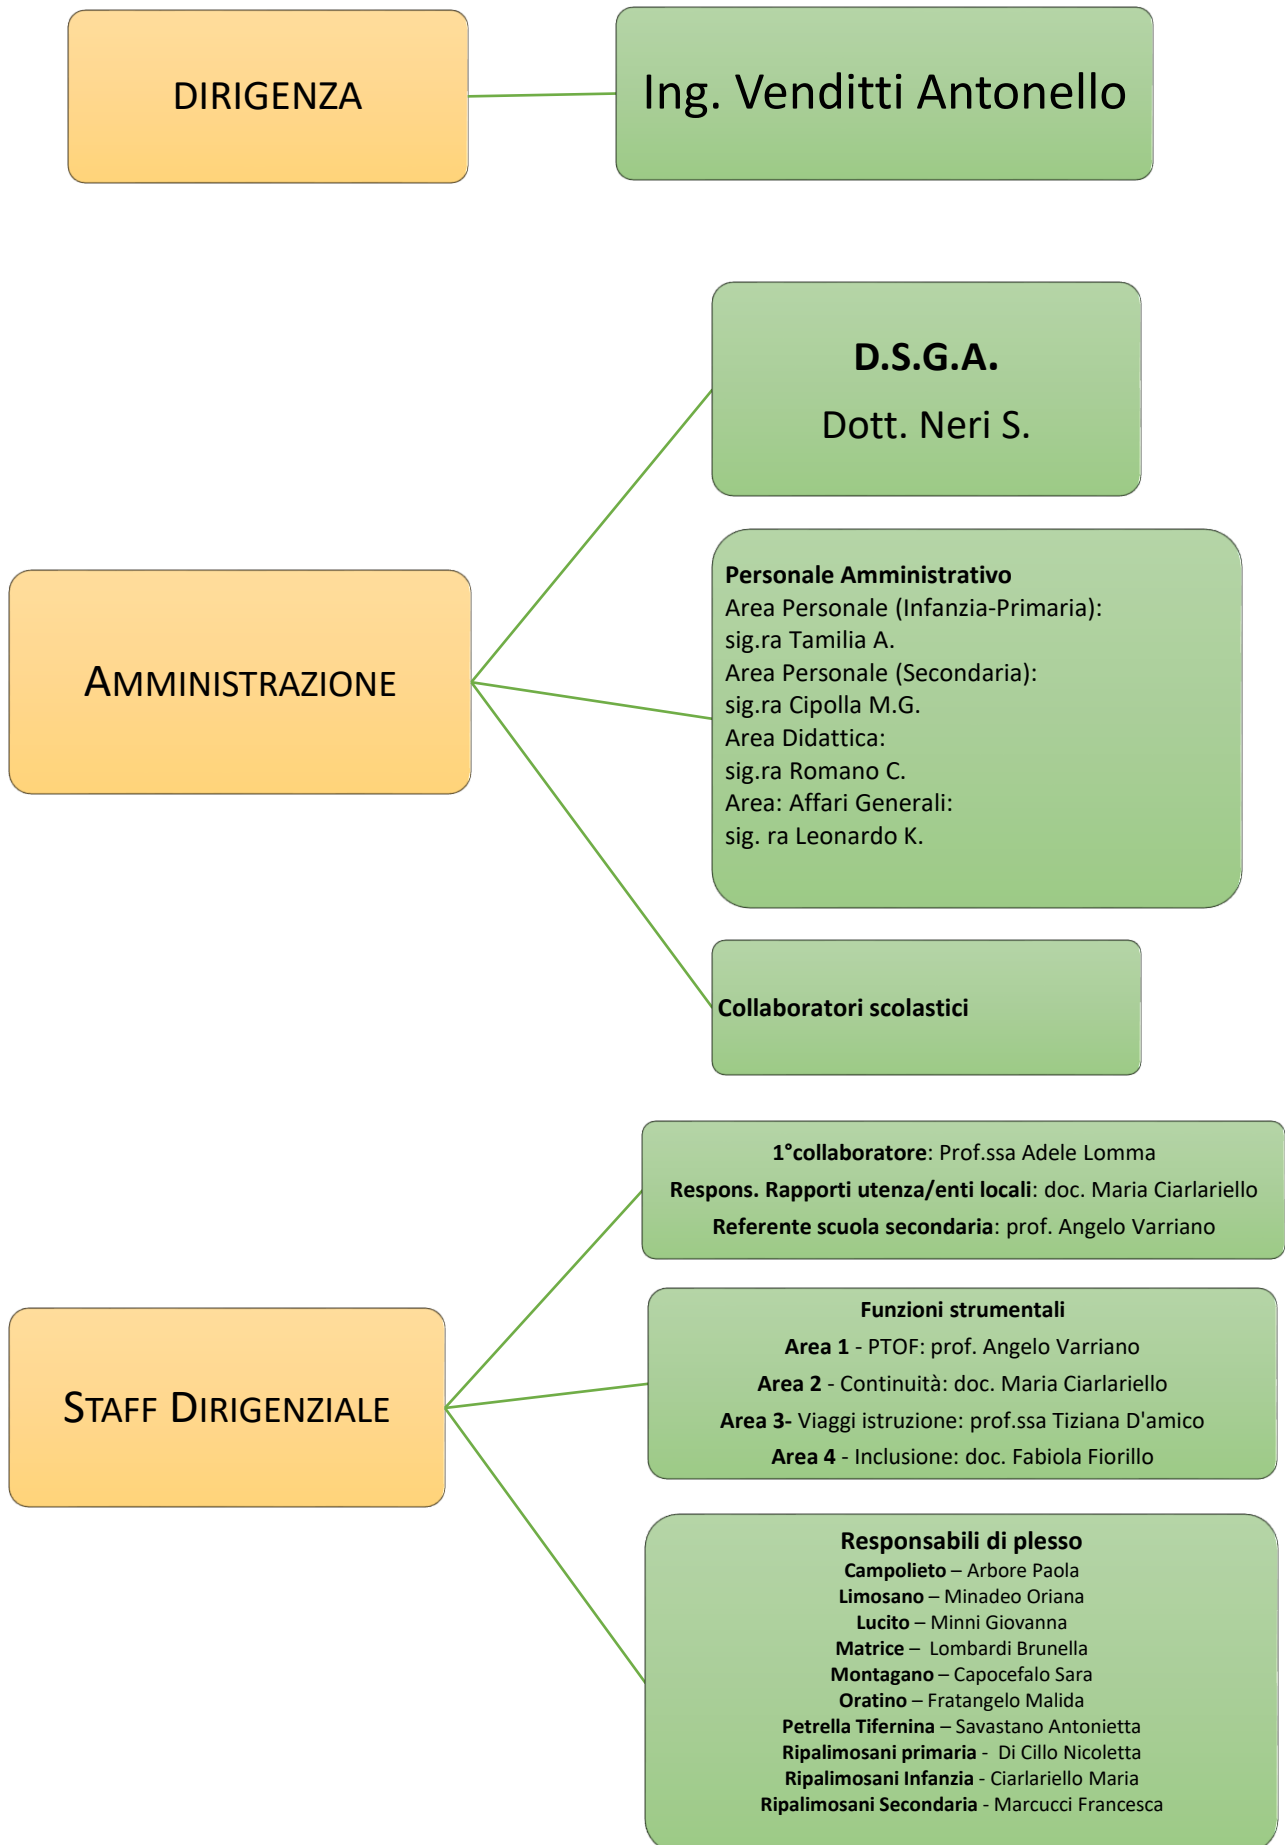 DIRIGENZA
Ing. Venditti Antonello
AMMINISTRAZIONE
D.S.G.A.
Dott. Neri S.
Personale Amministrativo
Area Personale (Infanzia-Primaria):
sig.ra Tamilia A.
Area Personale (Secondaria):
sig.ra Cipolla M.G.
Area Didattica:
sig.ra Romano C.
Area: Affari Generali:
sig. ra Leonardo K.
Collaboratori scolastici
STAFF DIRIGENZIALE
1°collaboratore: Prof.ssa Adele Lomma
Respons. Rapporti utenza/enti locali: doc. Maria Ciarlariello
Referente scuola secondaria: prof. Angelo Varriano
Funzioni strumentali
Area 1 - PTOF: prof. Angelo Varriano
Area 2 - Continuità: doc. Maria Ciarlariello
Area 3- Viaggi istruzione: prof.ssa Tiziana D'amico
Area 4 - Inclusione: doc. Fabiola Fiorillo
Responsabili di plesso
Campolieto – Arbore Paola
Limosano – Minadeo Oriana
Lucito – Minni Giovanna
Matrice – Lombardi Brunella
Montagano – Capocefalo Sara
Oratino – Fratangelo Malida
Petrella Tifernina – Savastano Antonietta
Ripalimosani primaria - Di Cillo Nicoletta
Ripalimosani Infanzia - Ciarlariello Maria
Ripalimosani Secondaria - Marcucci Francesca